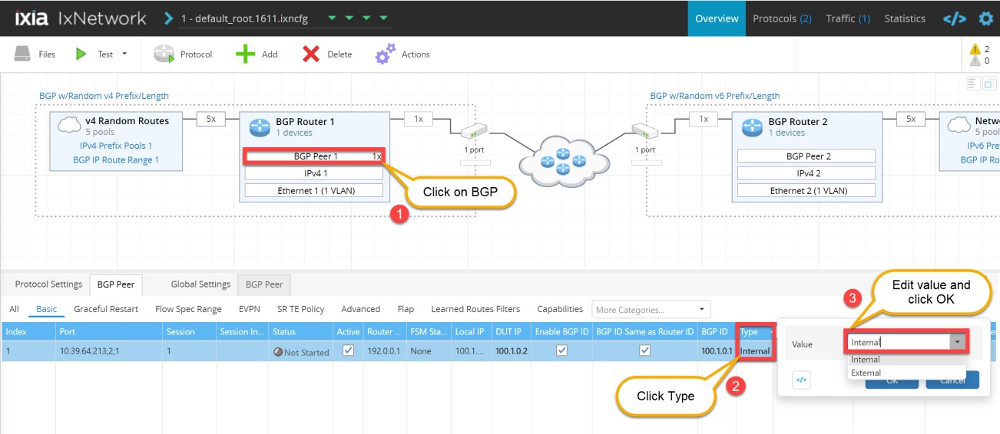 ixia IxNetwork 1 - default_root.1611.ixncfg Overview Protocols (2) Traffic (1) Statistics </>
Files Test Protocol Add Delete Actions 2
0
BGP w/Random v4 Prefix/Length BGP w/Random v6 Prefix/Length
v4 Random Routes
5 pools
IPv4 Prefix Pools 1
BGP IP Route Range 1
5x
BGP Router 1
1 devices
BGP Peer 1 1x
IPv4 1
Ethernet 1 (1 VLAN)
1x
1 port
1 port
1x
BGP Router 2
1 devices
BGP Peer 2
IPv4 2
Ethernet 2 (1 VLAN)
5x
Netw
5 pool
IPv6 Pre
BGP IP Ro
Click on BGP
1
Protocol Settings BGP Peer Global Settings BGP Peer
All Basic Graceful Restart Flow Spec Range EVPN SR TE Policy Advanced Flap Learned Routes Filters Capabilities More Categories...
Index Port Session Session In... Status Active Router ... FSM Sta... Local IP DUT IP Enable BGP ID BGP ID Same as Router ID BGP ID Type
1 10.39.64.213;2;1 1 Not Started 192.0.0.1 None 100.1.... 100.1.0.2 100.1.0.1 Internal
Click Type
2
3
Edit value and
click OK
Value Internal
Internal
External
</> OK Cancel